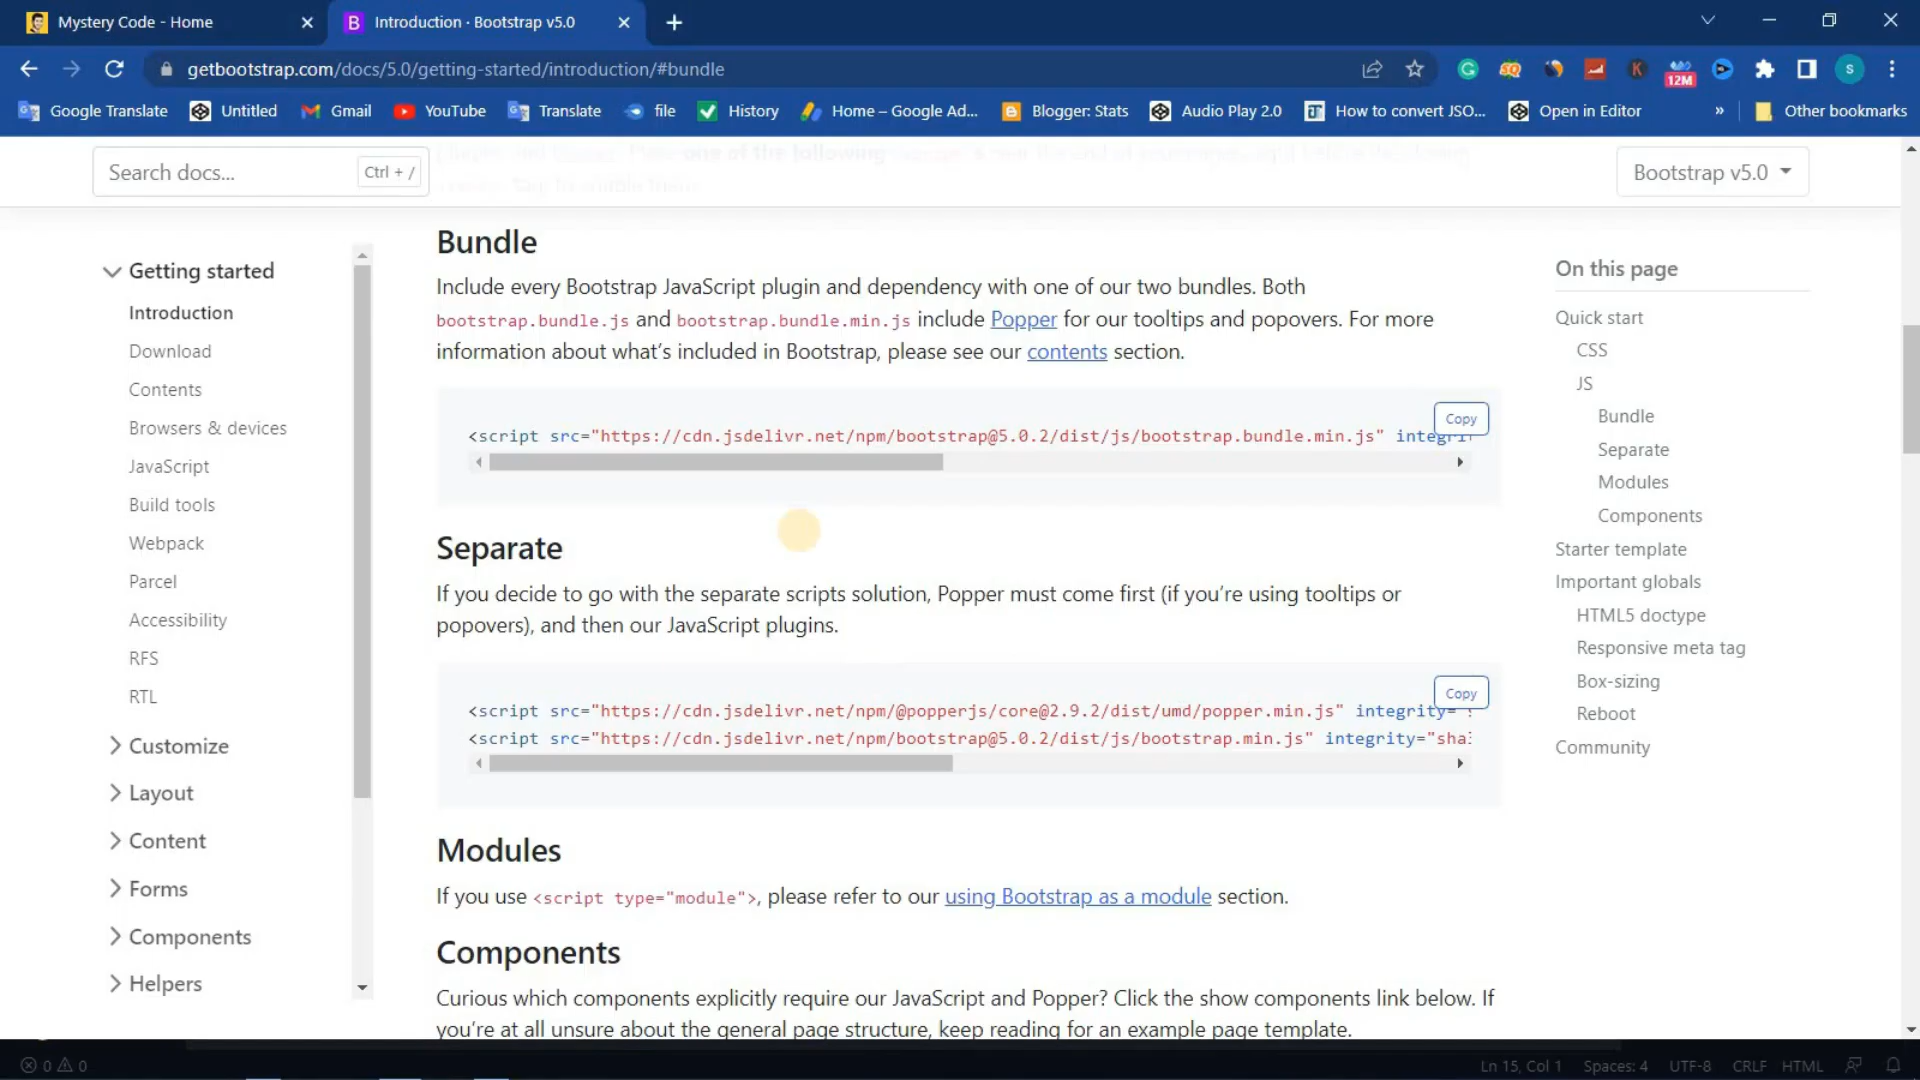 Mystery Code - Home
B Introduction · Bootstrap v5.0
getbootstrap.com/docs/5.0/getting-started/introduction/#bundle
12M
S
Google Translate
Untitled
Gmail
YouTube
Translate
file
History
Home – Google Ad...
Blogger: Stats
Audio Play 2.0
How to convert JSO...
Open in Editor
»
Other bookmarks
Search docs...
Ctrl + /
one of the following
Bootstrap v5.0
Getting started
Introduction
Download
Contents
Browsers & devices
JavaScript
Build tools
Webpack
Parcel
Accessibility
RFS
RTL
Customize
Layout
Content
Forms
Components
Helpers
Bundle
Include every Bootstrap JavaScript plugin and dependency with one of our two bundles. Both
bootstrap.bundle.js and bootstrap.bundle.min.js include Popper for our tooltips and popovers. For more
information about what’s included in Bootstrap, please see our contents section.
Copy
<script src="https://cdn.jsdelivr.net/npm/bootstrap@5.0.2/dist/js/bootstrap.bundle.min.js" integri
Separate
If you decide to go with the separate scripts solution, Popper must come first (if you’re using tooltips or
popovers), and then our JavaScript plugins.
Copy
<script src="https://cdn.jsdelivr.net/npm/@popperjs/core@2.9.2/dist/umd/popper.min.js" integrity="
<script src="https://cdn.jsdelivr.net/npm/bootstrap@5.0.2/dist/js/bootstrap.min.js" integrity="sha
Modules
If you use <script type="module">, please refer to our using Bootstrap as a module section.
Components
Curious which components explicitly require our JavaScript and Popper? Click the show components link below. If
you’re at all unsure about the general page structure, keep reading for an example page template.
On this page
Quick start
CSS
JS
Bundle
Separate
Modules
Components
Starter template
Important globals
HTML5 doctype
Responsive meta tag
Box-sizing
Reboot
Community
0 0
Ln 15, Col 1
Spaces: 4
UTF-8
CRLF
HTML